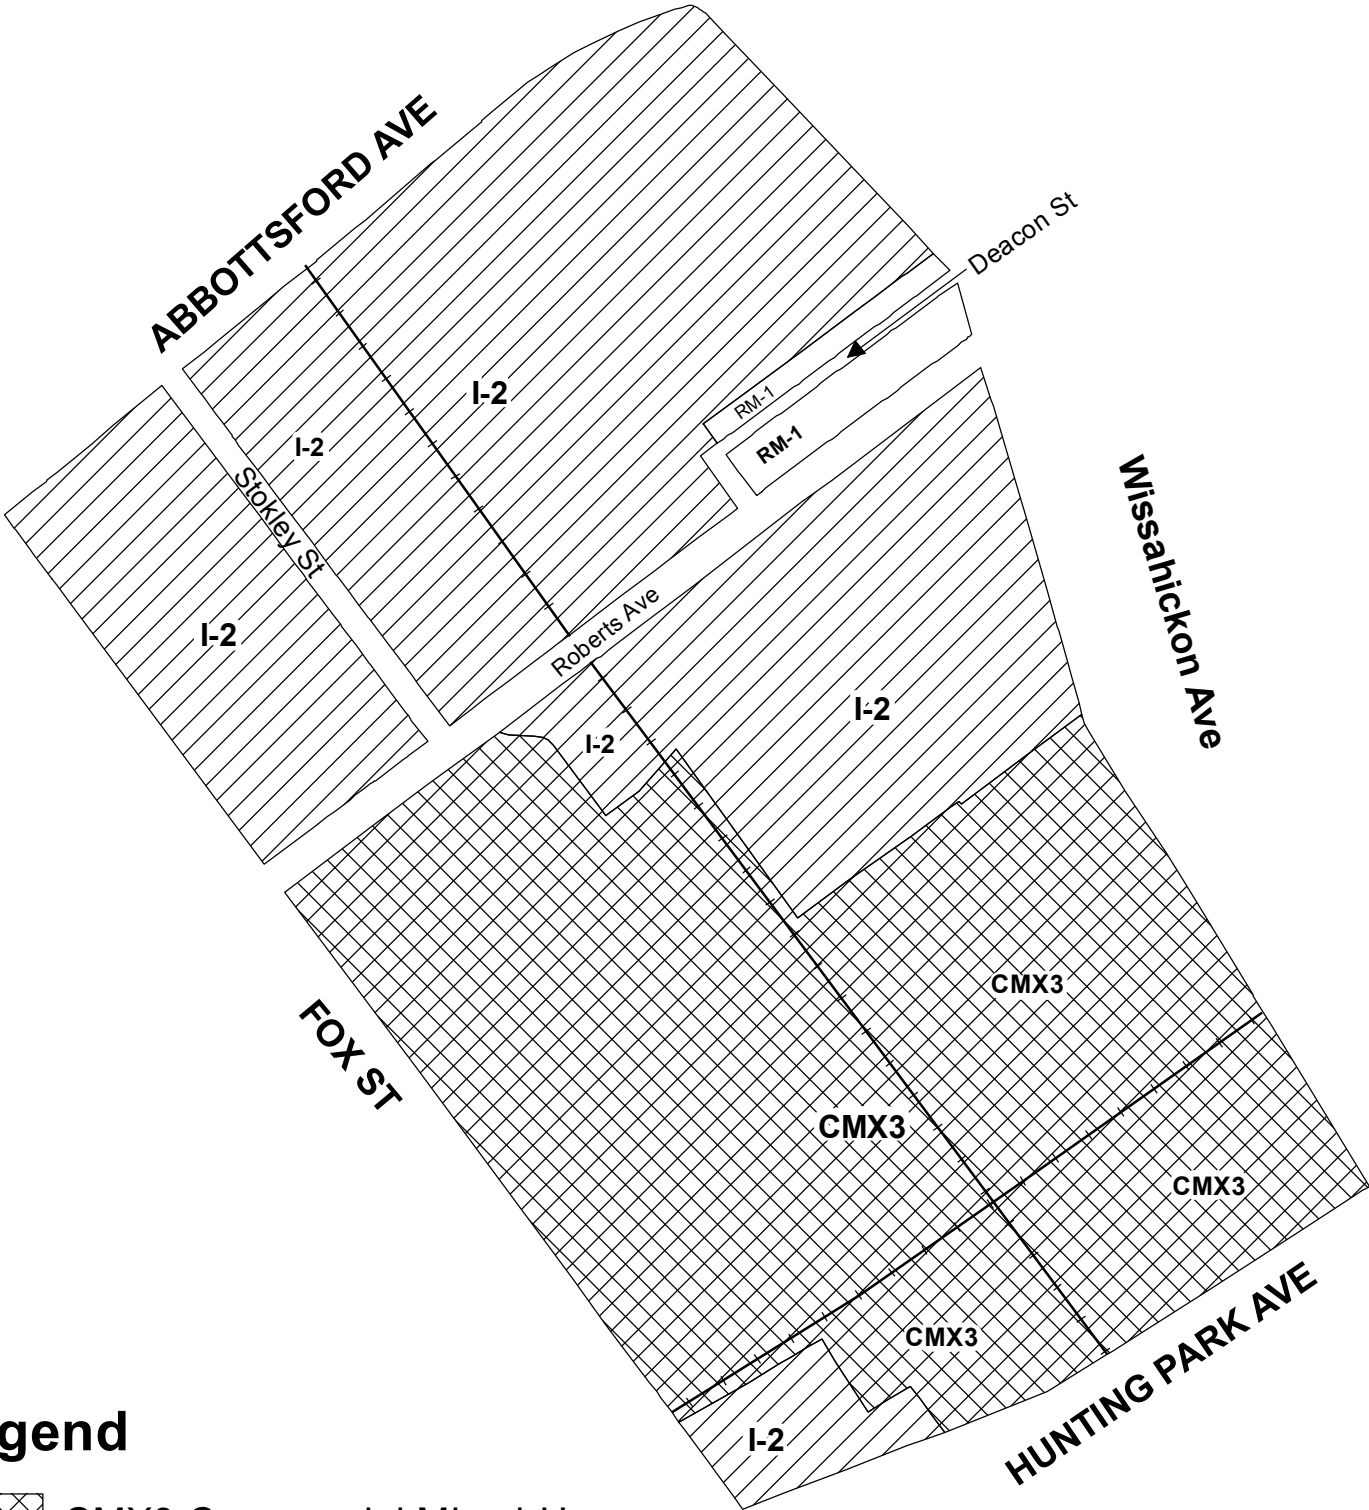 ABBOTTSFORD AVE
Deacon St
I-2
RM-1
I-2
RM-1
Stokley St
Wissahickon Ave
Roberts Ave
I-2
I-2
I-2
CMX3
FOX ST
CMX3
CMX3
HUNTING PARK AVE
CMX3
I-2
gend